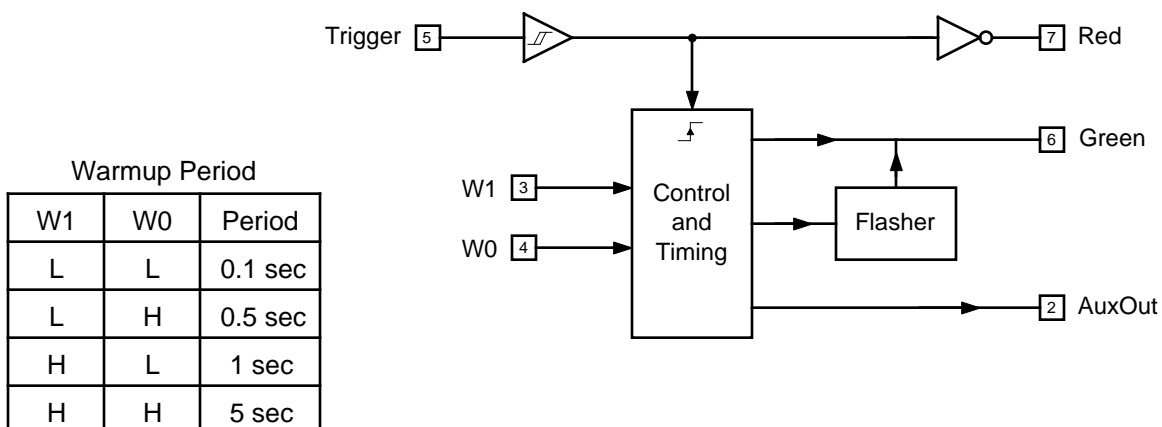 Trigger 5
7 Red
6 Green
Warmup Period
W1 W0 Period
L L 0.1 sec
L H 0.5 sec
H L 1 sec
H H 5 sec
W1 3
W0 4
Control
and
Timing
Flasher
2 AuxOut